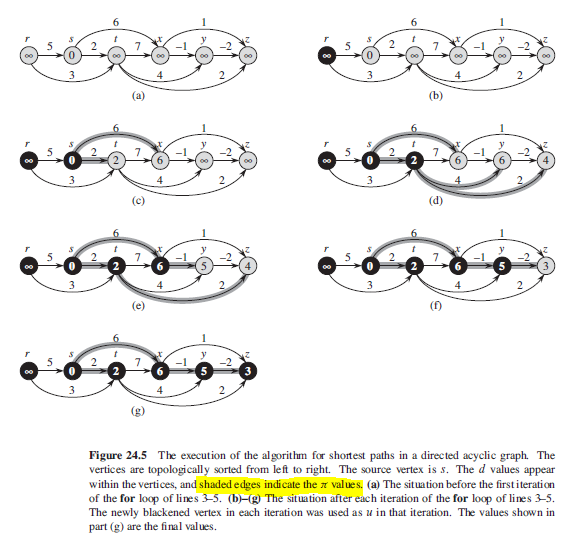 6 1
r s t x y z
5 2 7 −1 −2
∞ 0 ∞ ∞ ∞ ∞
3 4 2
(a)
6 1
r s t x y z
5 2 7 −1 −2
∞ 0 ∞ ∞ ∞ ∞
3 4 2
(b)
6 1
r s t x y z
5 2 7 −1 −2
∞ 0 2 6 ∞ ∞
3 4 2
(c)
6 1
r s t x y z
5 2 7 −1 −2
∞ 0 2 6 6 4
3 4 2
(d)
6 1
r s t x y z
5 2 7 −1 −2
∞ 0 2 6 5 4
3 4 2
(e)
6 1
r s t x y z
5 2 7 −1 −2
∞ 0 2 6 5 3
3 4 2
(f)
6 1
r s t x y z
5 2 7 −1 −2
∞ 0 2 6 5 3
3 4 2
(g)
Figure 24.5 The execution of the algorithm for shortest paths in a directed acyclic graph. The
vertices are topologically sorted from left to right. The source vertex is s. The d values appear
within the vertices, and shaded edges indicate the π values. (a) The situation before the first iteration
of the for loop of lines 3–5. (b)–(g) The situation after each iteration of the for loop of lines 3–5.
The newly blackened vertex in each iteration was used as u in that iteration. The values shown in
part (g) are the final values.